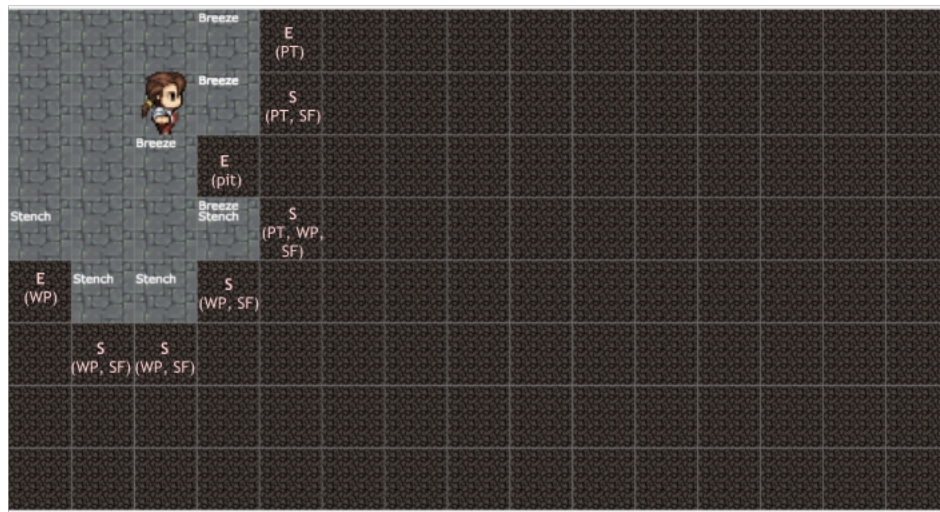 Breeze
E
(PT)
Breeze
S
(PT, SF)
Breeze
E
(pit)
Stench
Breeze
Stench
S
(PT, WP,
SF)
E
(WP)
Stench
Stench
S
(WP, SF)
S
(WP, SF)
S
(WP, SF)